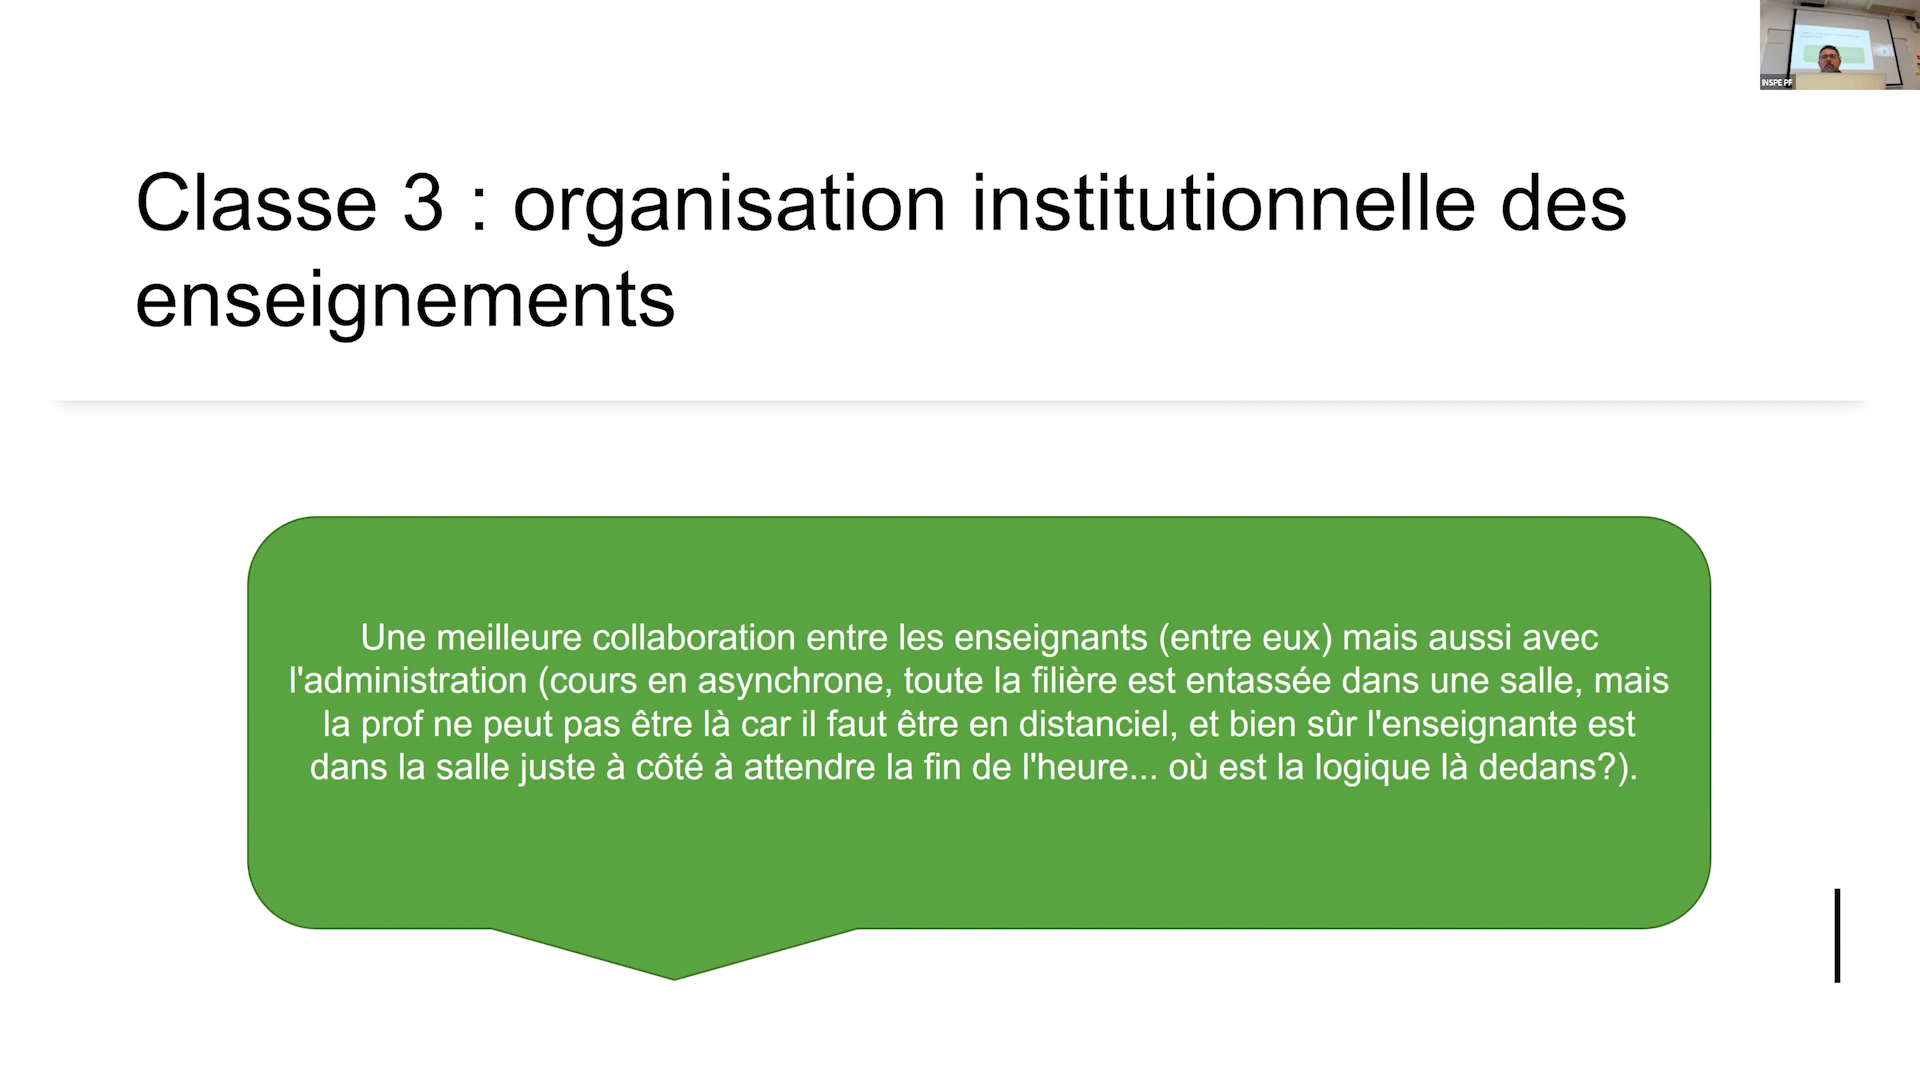 INSPE PF
Classe 3 : organisation institutionnelle des
enseignements
Une meilleure collaboration entre les enseignants (entre eux) mais aussi avec
l'administration (cours en asynchrone, toute la filière est entassée dans une salle, mais
la prof ne peut pas être là car il faut être en distanciel, et bien sûr l'enseignante est
dans la salle juste à côté à attendre la fin de l'heure... où est la logique là dedans?).